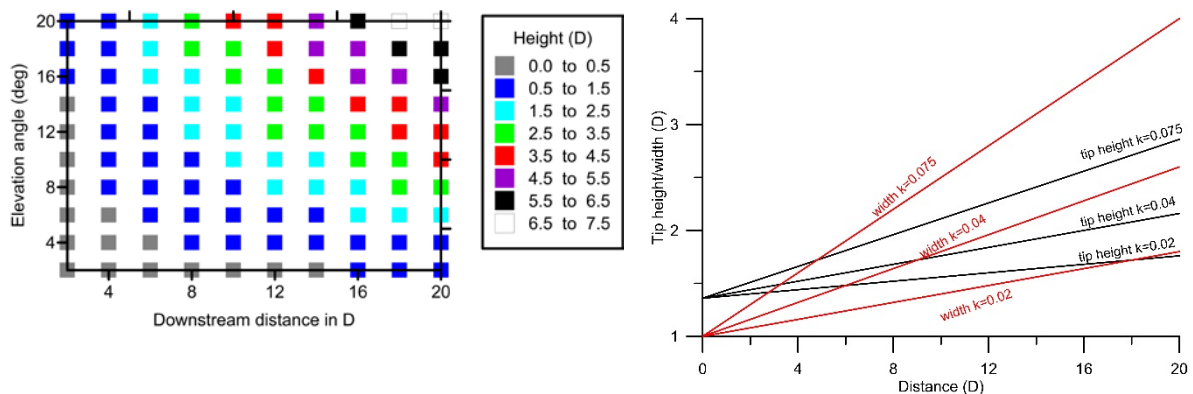 20
16
12
8
4
Elevation angle (deg)
4 8 12 16 20
Downstream distance in D
Height (D)
0.0 to 0.5
0.5 to 1.5
1.5 to 2.5
2.5 to 3.5
3.5 to 4.5
4.5 to 5.5
5.5 to 6.5
6.5 to 7.5
4
3
2
1
Tip height/width (D)
width k=0.075
tip height k=0.075
width k=0.04
tip height k=0.04
tip height k=0.02
width k=0.02
0 4 8 12 16 20
Distance (D)